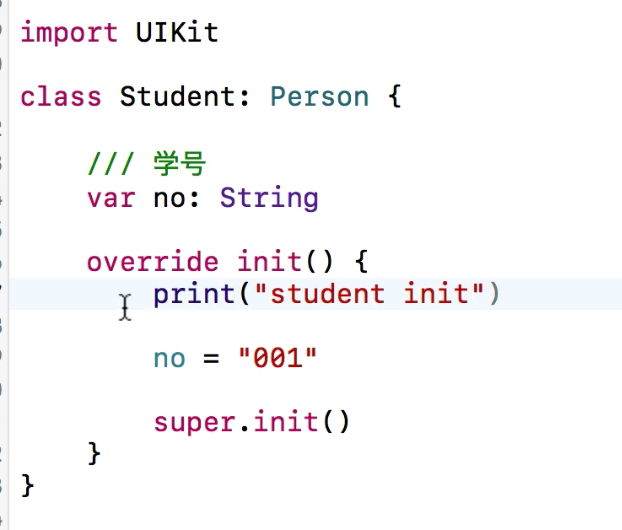 import UIKit
class Student: Person {
/// 学号
var no: String
override init() {
print("student init")
no = "001"
super.init()
}
}